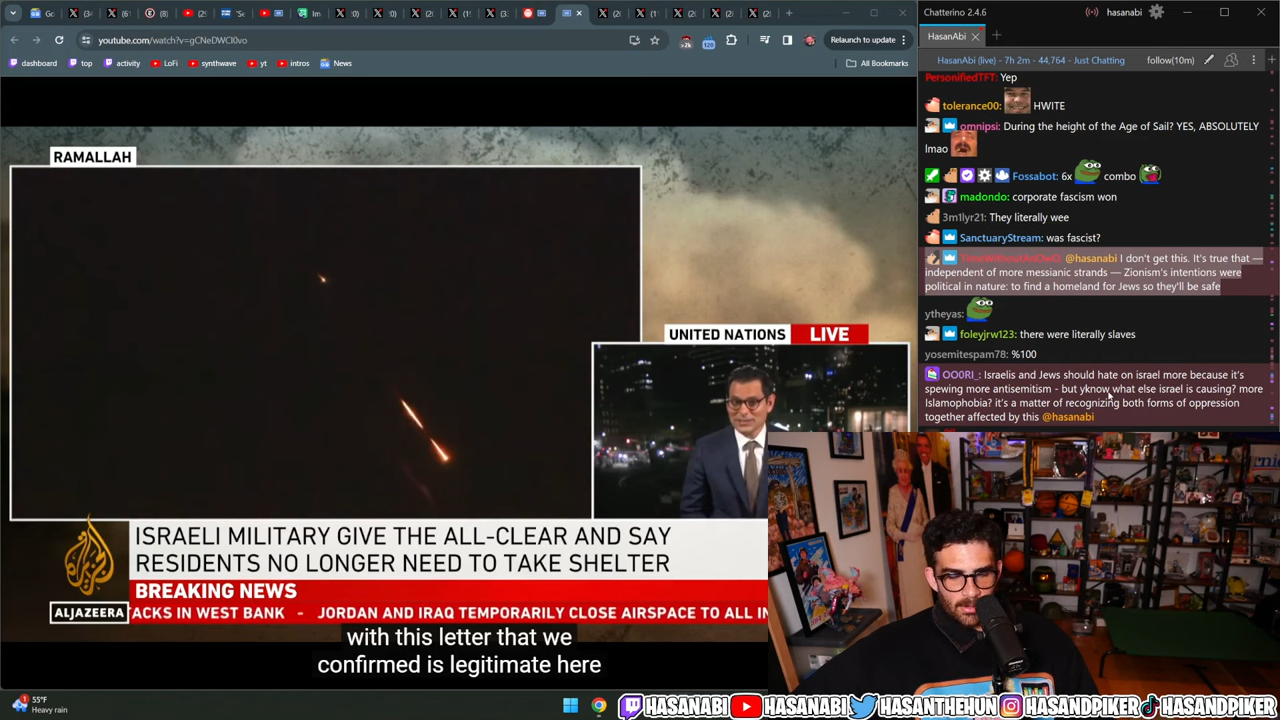 youtube.com/watch?v=gCNeDWCl0vo
Relaunch to update
dashboard
top
activity
LoFi
synthwave
yt
intros
News
All Bookmarks
RAMALLAH
UNITED NATIONS
LIVE
ISRAELI MILITARY GIVE THE ALL-CLEAR AND SAY
RESIDENTS NO LONGER NEED TO TAKE SHELTER
BREAKING NEWS
ALJAZEERA
TACKS IN WEST BANK - JORDAN AND IRAQ TEMPORARILY CLOSE AIRSPACE TO ALL IN
with this letter that we
confirmed is legitimate here
Chatterino 2.4.6
hasanabi
HasanAbi
HasanAbi (live) - 7h 2m - 44,764 - Just Chatting
follow(10m)
PersonifiedTFT: Yep
tolerance00: HWITE
omnipsi: During the height of the Age of Sail? YES, ABSOLUTELY
lmao
Fossabot: 6x combo
madondo: corporate fascism won
3m1lyr21: They literally wee
SanctuaryStream: was fascist?
@hasanabi I don't get this. It's true that —
independent of more messianic strands — Zionism's intentions were
political in nature: to find a homeland for Jews so they'll be safe
ytheyas:
foleyjrw123: there were literally slaves
yosemitespam78: %100
OO0RI_: Israelis and Jews should hate on israel more because it's
spewing more antisemitism - but yknow what else israel is causing? more
Islamophobia? it's a matter of recognizing both forms of oppression
together affected by this @hasanabi
55°F
Heavy rain
HASANABI
HASANABI
HASANTHEHUN
HASANDPIKER
HASANDPIKER